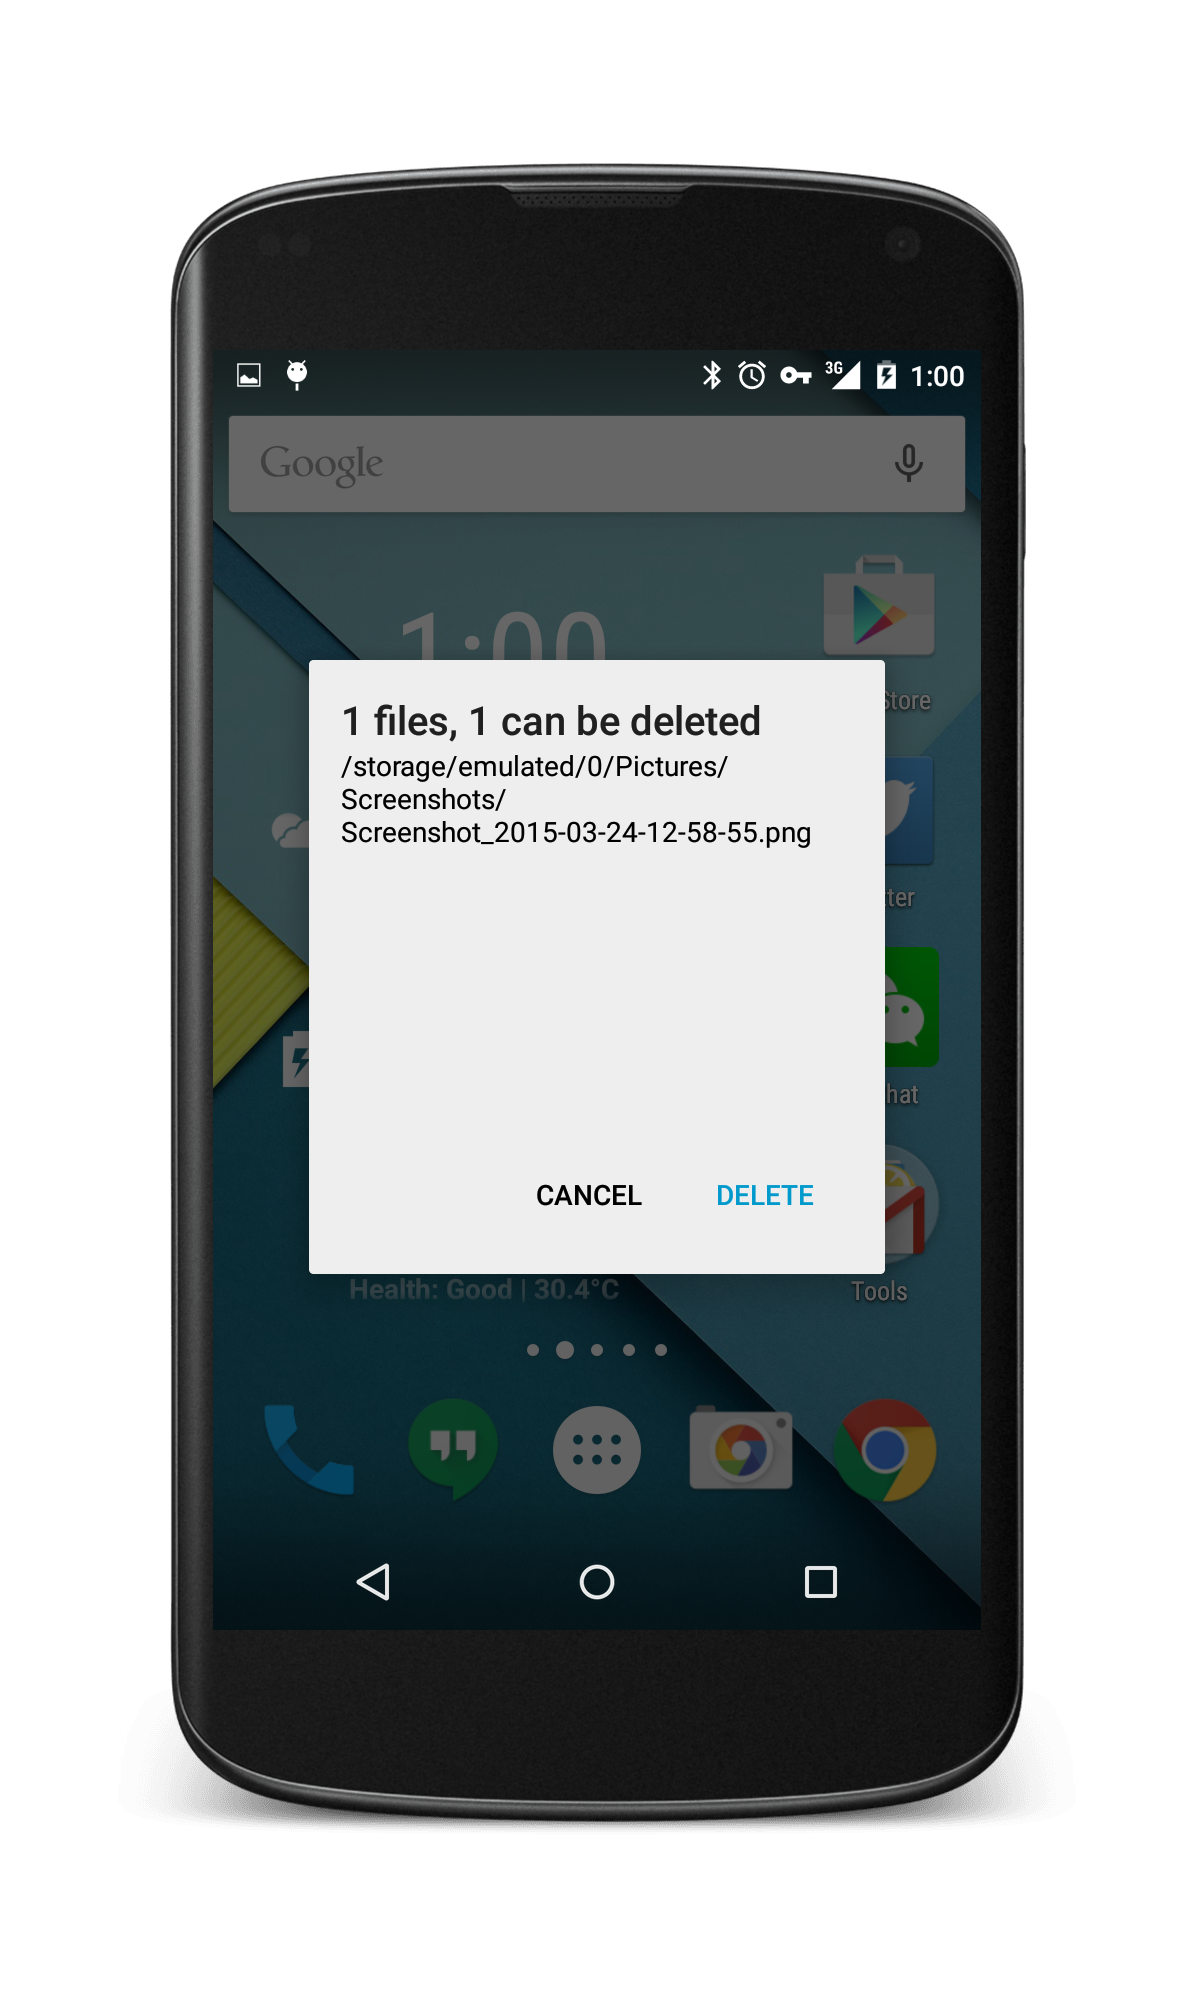 3G 1:00
Google
1:00
1 files, 1 can be deleted
/storage/emulated/0/Pictures/
Screenshots/
Screenshot_2015-03-24-12-58-55.png
CANCEL DELETE
Store
tter
hat
Health: Good | 30.4°C
Tools